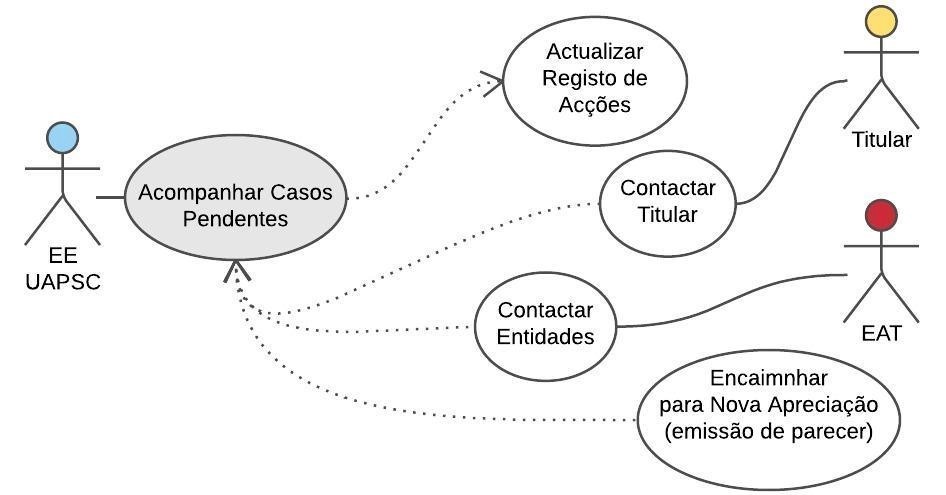 Actualizar
Registo de
Acções
Titular
Acompanhar Casos
Pendentes
EE
UAPSC
Contactar
Titular
Contactar
Entidades
EAT
Encaimnhar
para Nova Apreciação
(emissão de parecer)